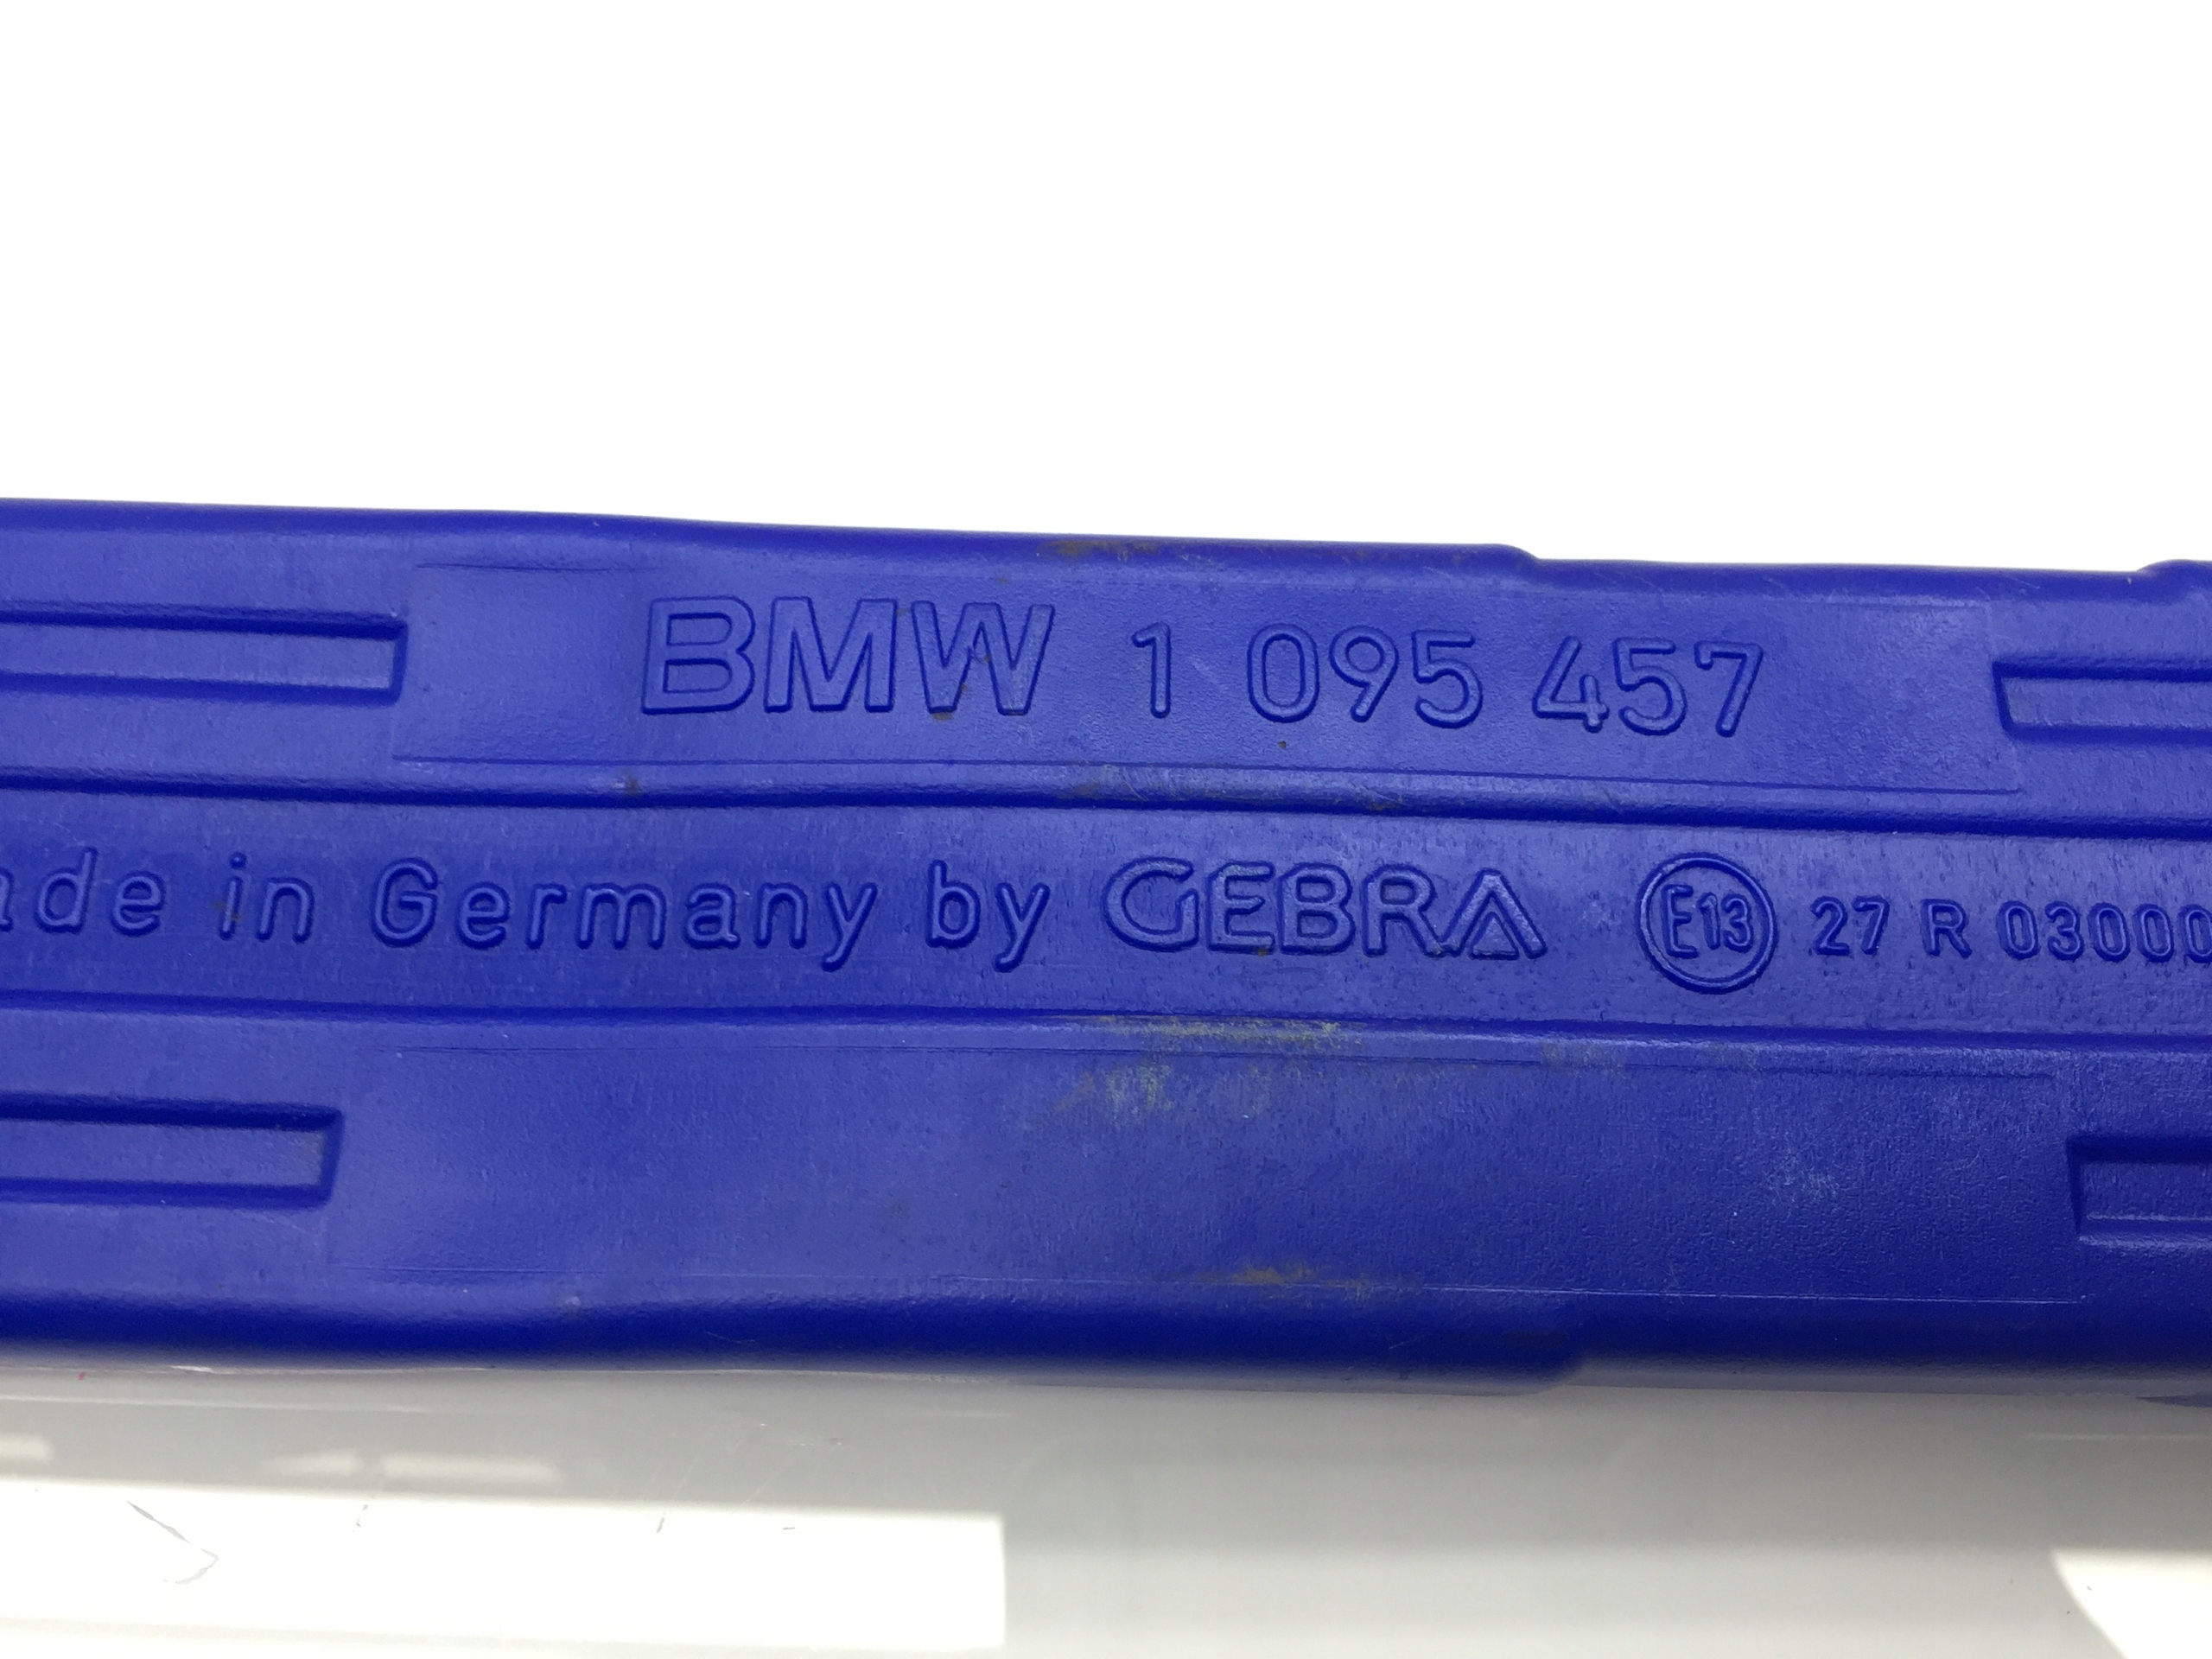 BMW 1 095 457
ade in Germany by GEBRA E13 27 R 03000